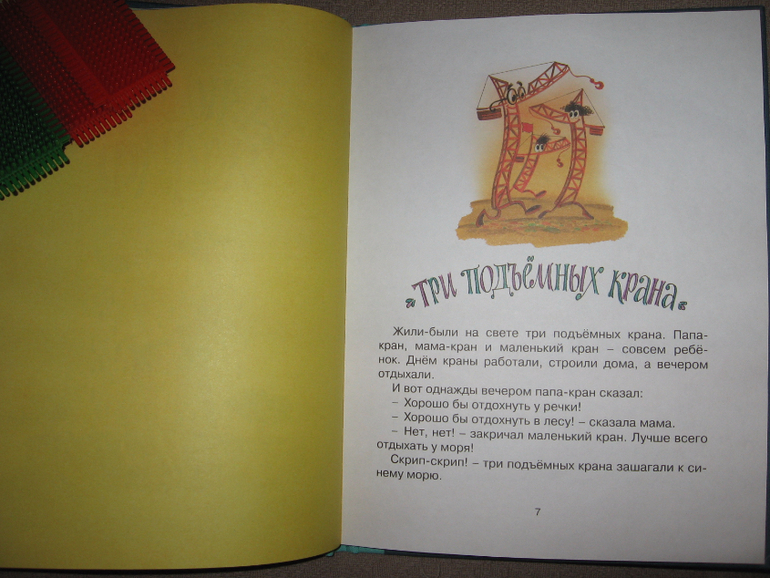 ТРИ ПОДЪЁМНЫХ КРАНА
Жили-были на свете три подъёмных крана. Папа-
кран, мама-кран и маленький кран – совсем ребё-
нок. Днём краны работали, строили дома, а вечером
отдыхали.
И вот однажды вечером папа-кран сказал:
– Хорошо бы отдохнуть у речки!
– Хорошо бы отдохнуть в лесу! – сказала мама.
– Нет, нет! – закричал маленький кран. Лучше всего
отдыхать у моря!
Скрип-скрип! – три подъёмных крана зашагали к си-
нему морю.
7